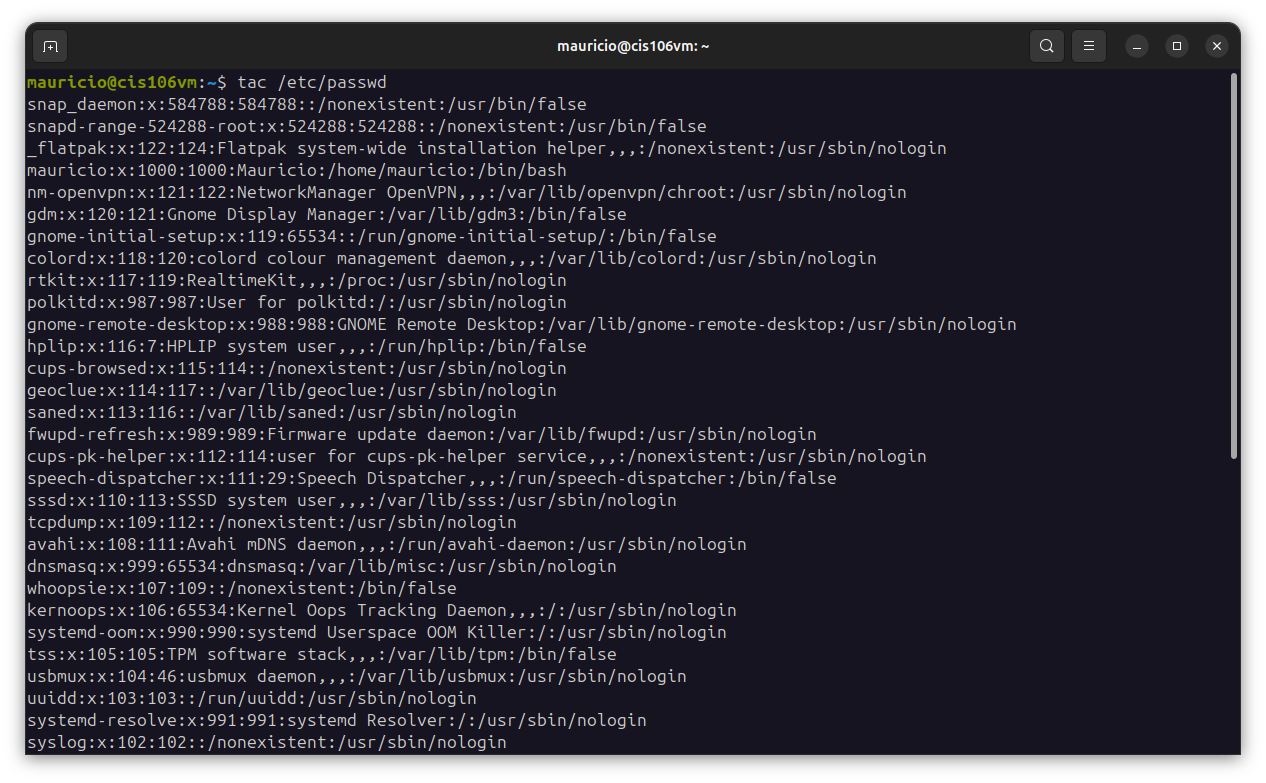 mauricio@cis106vm: ~
mauricio@cis106vm:~$ tac /etc/passwd
snap_daemon:x:584788:584788::/nonexistent:/usr/bin/false
snapd-range-524288-root:x:524288:524288::/nonexistent:/usr/bin/false
_flatpak:x:122:124:Flatpak system-wide installation helper,,,:/nonexistent:/usr/sbin/nologin
mauricio:x:1000:1000:Mauricio:/home/mauricio:/bin/bash
nm-openvpn:x:121:122:NetworkManager OpenVPN,,,:/var/lib/openvpn/chroot:/usr/sbin/nologin
gdm:x:120:121:Gnome Display Manager:/var/lib/gdm3:/bin/false
gnome-initial-setup:x:119:65534::/run/gnome-initial-setup/:/bin/false
colord:x:118:120:colord colour management daemon,,,:/var/lib/colord:/usr/sbin/nologin
rtkit:x:117:119:RealtimeKit,,,:/proc:/usr/sbin/nologin
polkitd:x:987:987:User for polkitd:/:/usr/sbin/nologin
gnome-remote-desktop:x:988:988:GNOME Remote Desktop:/var/lib/gnome-remote-desktop:/usr/sbin/nologin
hplip:x:116:7:HPLIP system user,,,:/run/hplip:/bin/false
cups-browsed:x:115:114::/nonexistent:/usr/sbin/nologin
geoclue:x:114:117::/var/lib/geoclue:/usr/sbin/nologin
saned:x:113:116::/var/lib/saned:/usr/sbin/nologin
fwupd-refresh:x:989:989:Firmware update daemon:/var/lib/fwupd:/usr/sbin/nologin
cups-pk-helper:x:112:114:user for cups-pk-helper service,,,:/nonexistent:/usr/sbin/nologin
speech-dispatcher:x:111:29:Speech Dispatcher,,,:/run/speech-dispatcher:/bin/false
sssd:x:110:113:SSSD system user,,,:/var/lib/sss:/usr/sbin/nologin
tcpdump:x:109:112::/nonexistent:/usr/sbin/nologin
avahi:x:108:111:Avahi mDNS daemon,,,:/run/avahi-daemon:/usr/sbin/nologin
dnsmasq:x:999:65534:dnsmasq:/var/lib/misc:/usr/sbin/nologin
whoopsie:x:107:109::/nonexistent:/bin/false
kernoops:x:106:65534:Kernel Oops Tracking Daemon,,,:/:/usr/sbin/nologin
systemd-oom:x:990:990:systemd Userspace OOM Killer:/:/usr/sbin/nologin
tss:x:105:105:TPM software stack,,,:/var/lib/tpm:/bin/false
usbmux:x:104:46:usbmux daemon,,,:/var/lib/usbmux:/usr/sbin/nologin
uuidd:x:103:103::/run/uuidd:/usr/sbin/nologin
systemd-resolve:x:991:991:systemd Resolver:/:/usr/sbin/nologin
syslog:x:102:102::/nonexistent:/usr/sbin/nologin